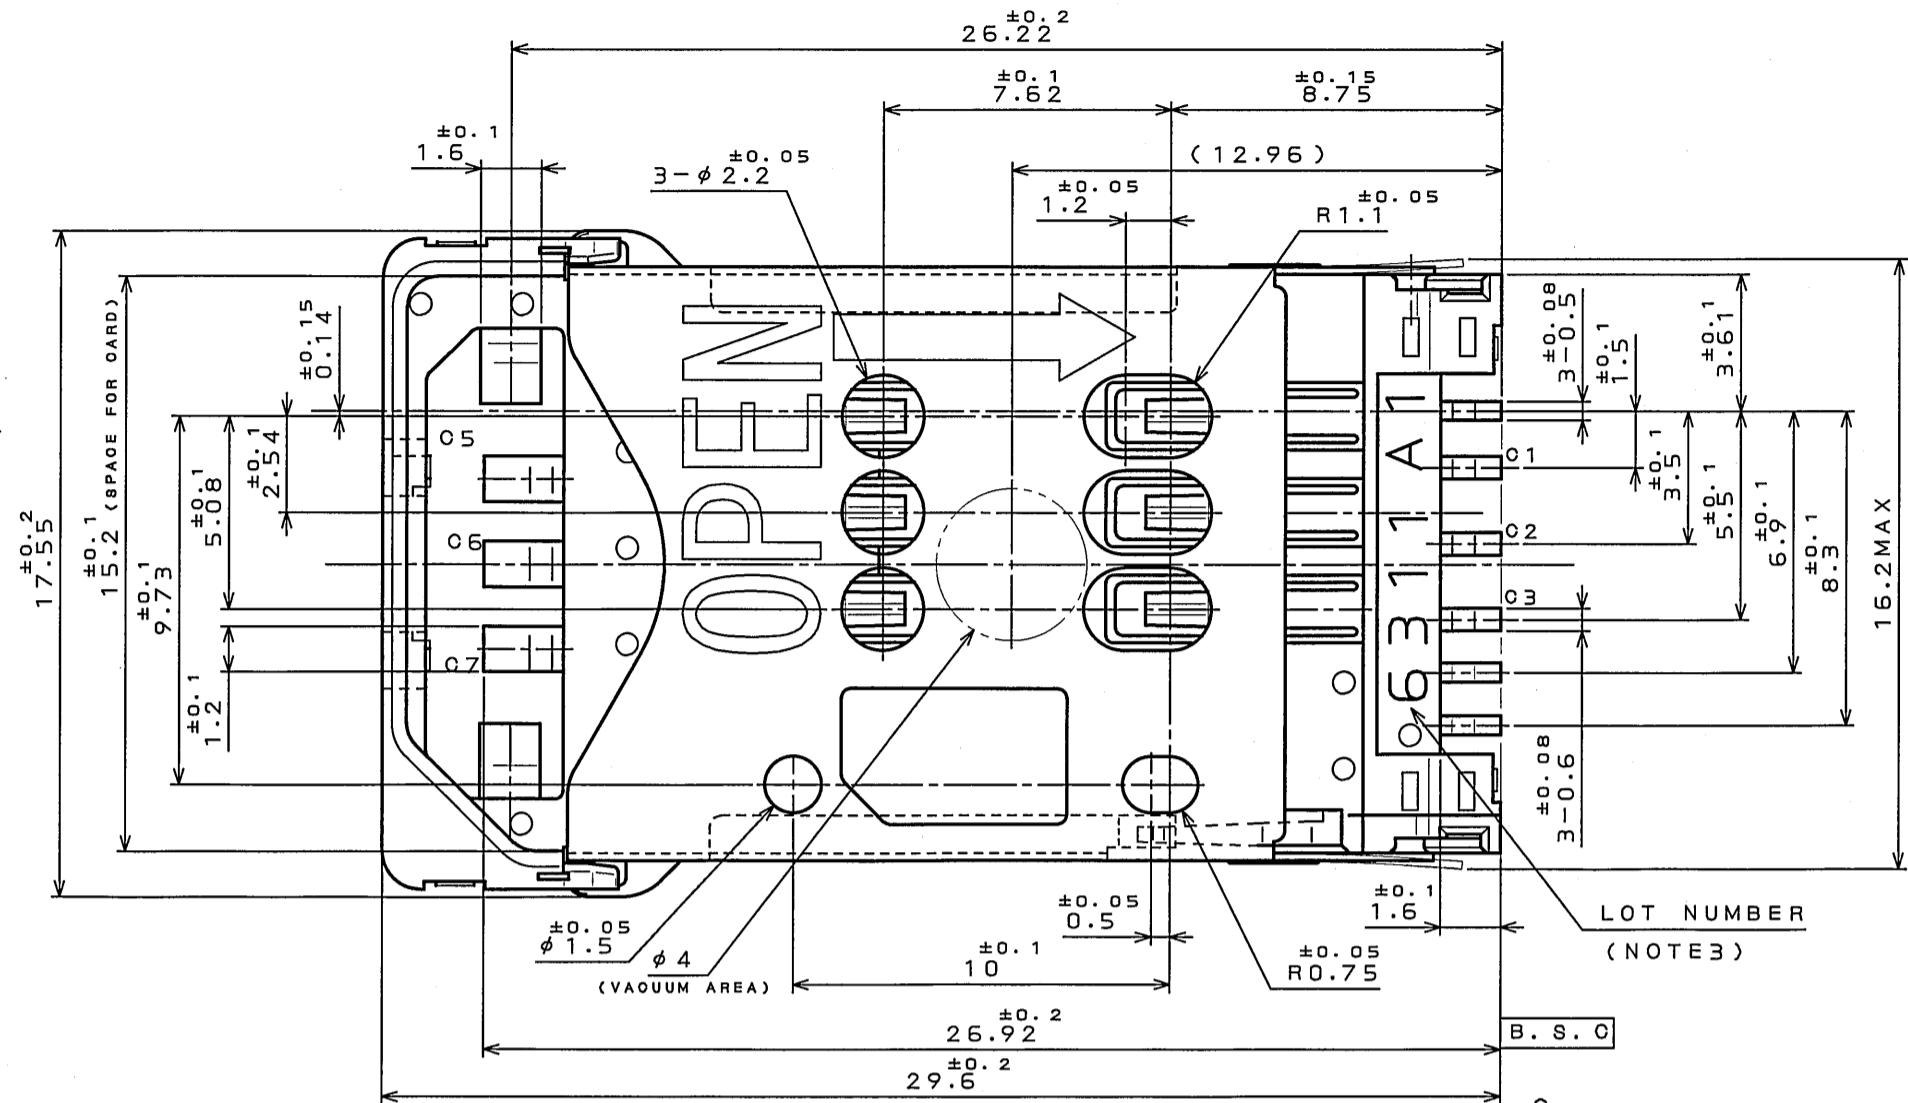 ±0.2
26.22
±0.1
7.62
±0.15
8.75
±0.1
1.6
±0.05
3-φ2.2
(12.96)
±0.05
1.2
±0.05
R1.1
±0.2
17.55
±0.1
15.2 (SPACE FOR CARD)
±0.15
0.14
±0.1
9.73
±0.1
5.08
±0.1
2.54
±0.1
1.2
C5
C6
C7
OPEN
6311A1
C1
C2
C3
±0.08
3-0.5
±0.1
1.5
±0.1
3.61
±0.1
3.5
±0.1
5.5
±0.1
6.9
±0.1
8.3
16.2MAX
±0.08
3-0.6
±0.05
φ1.5
φ4
(VACUUM AREA)
±0.05
0.5
±0.1
10
±0.05
R0.75
±0.1
1.6
LOT NUMBER
(NOTE3)
±0.2
26.92
B.S.C
±0.2
29.6